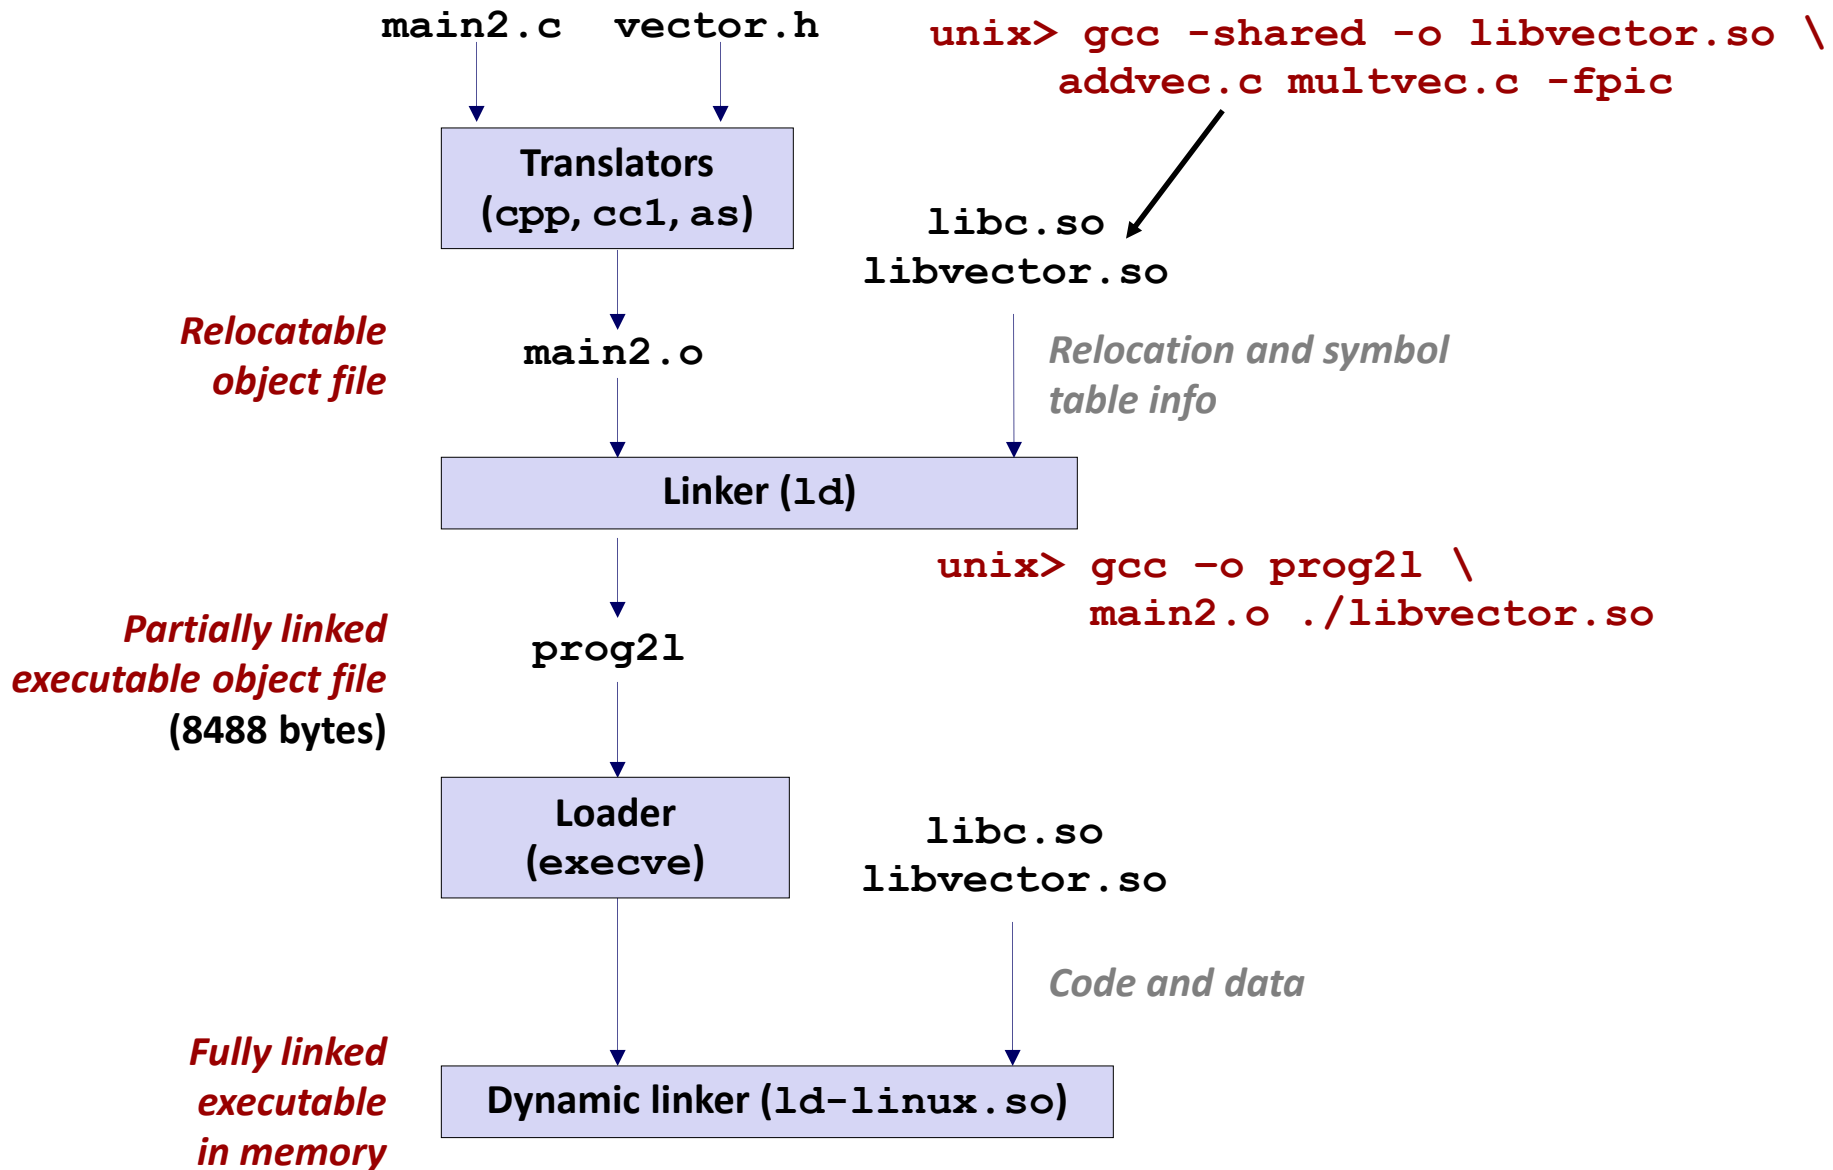 main2.c vector.h
unix> gcc -shared -o libvector.so \
addvec.c multvec.c -fpic
Translators
(cpp, cc1, as)
libc.so
libvector.so
Relocatable
object file
main2.o
Relocation and symbol
table info
Linker (ld)
unix> gcc –o prog2l \
main2.o ./libvector.so
Partially linked
executable object file
(8488 bytes)
prog2l
Loader
(execve)
libc.so
libvector.so
Code and data
Fully linked
executable
in memory
Dynamic linker (ld-linux.so)